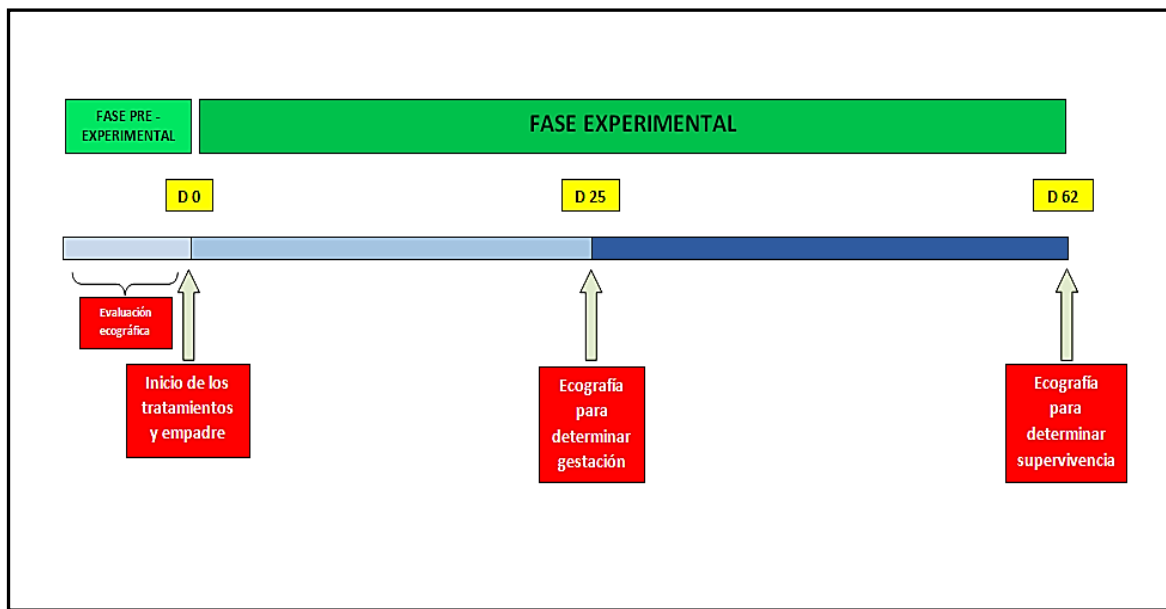 FASE PRE -
EXPERIMENTAL
FASE EXPERIMENTAL
D 0
D 25
D 62
Evaluación
ecográfica
Inicio de los
tratamientos
y empadre
Ecografía
para
determinar
gestación
Ecografía
para
determinar
supervivencia